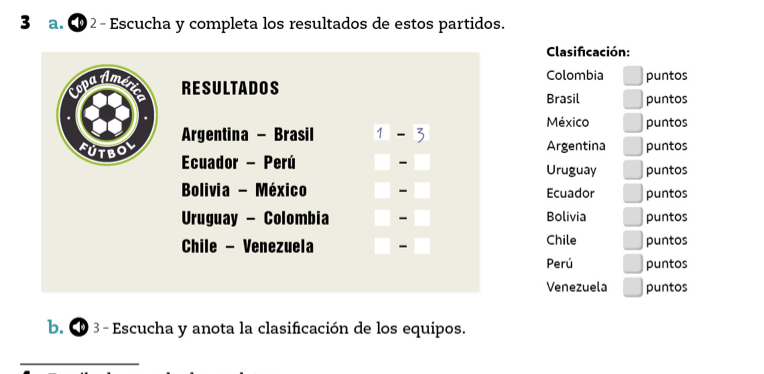 3 a. 2 - Escucha y completa los resultados de estos partidos.
Copa América
FÚTBOL
RESULTADOS
Argentina - Brasil 1 - 3
Ecuador - Perú -
Bolivia - México -
Uruguay - Colombia -
Chile - Venezuela -
Clasificación:
Colombia puntos
Brasil puntos
México puntos
Argentina puntos
Uruguay puntos
Ecuador puntos
Bolivia puntos
Chile puntos
Perú puntos
Venezuela puntos
b. 3 - Escucha y anota la clasificación de los equipos.